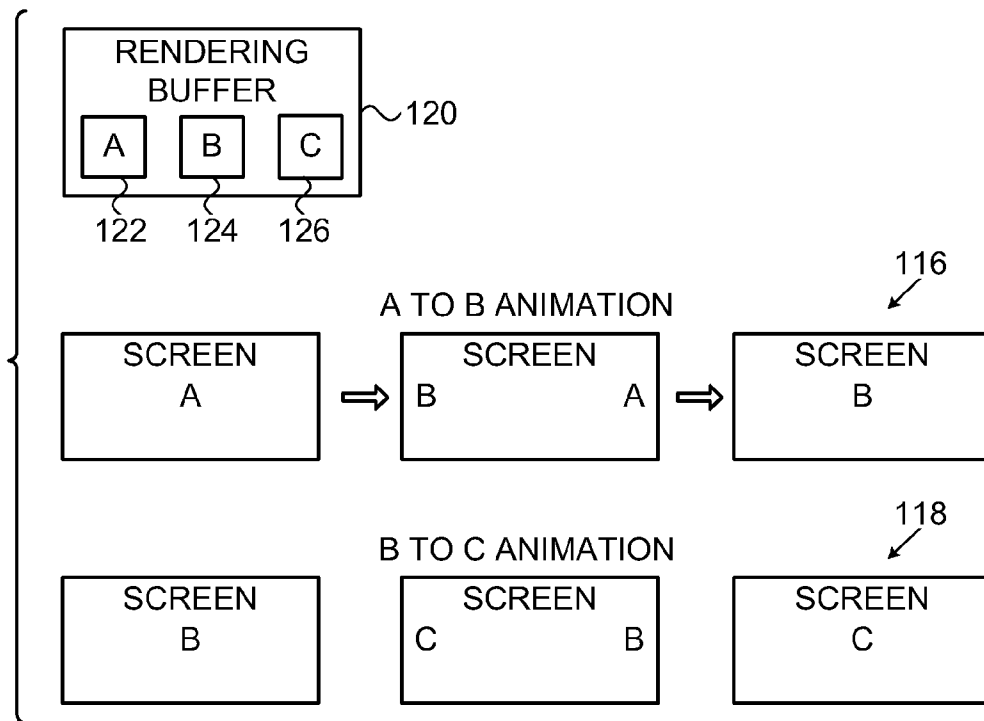 RENDERING
BUFFER
A B C
120
122 124 126
116
A TO B ANIMATION
SCREEN SCREEN SCREEN
A B A B
118
B TO C ANIMATION
SCREEN SCREEN SCREEN
B C B C